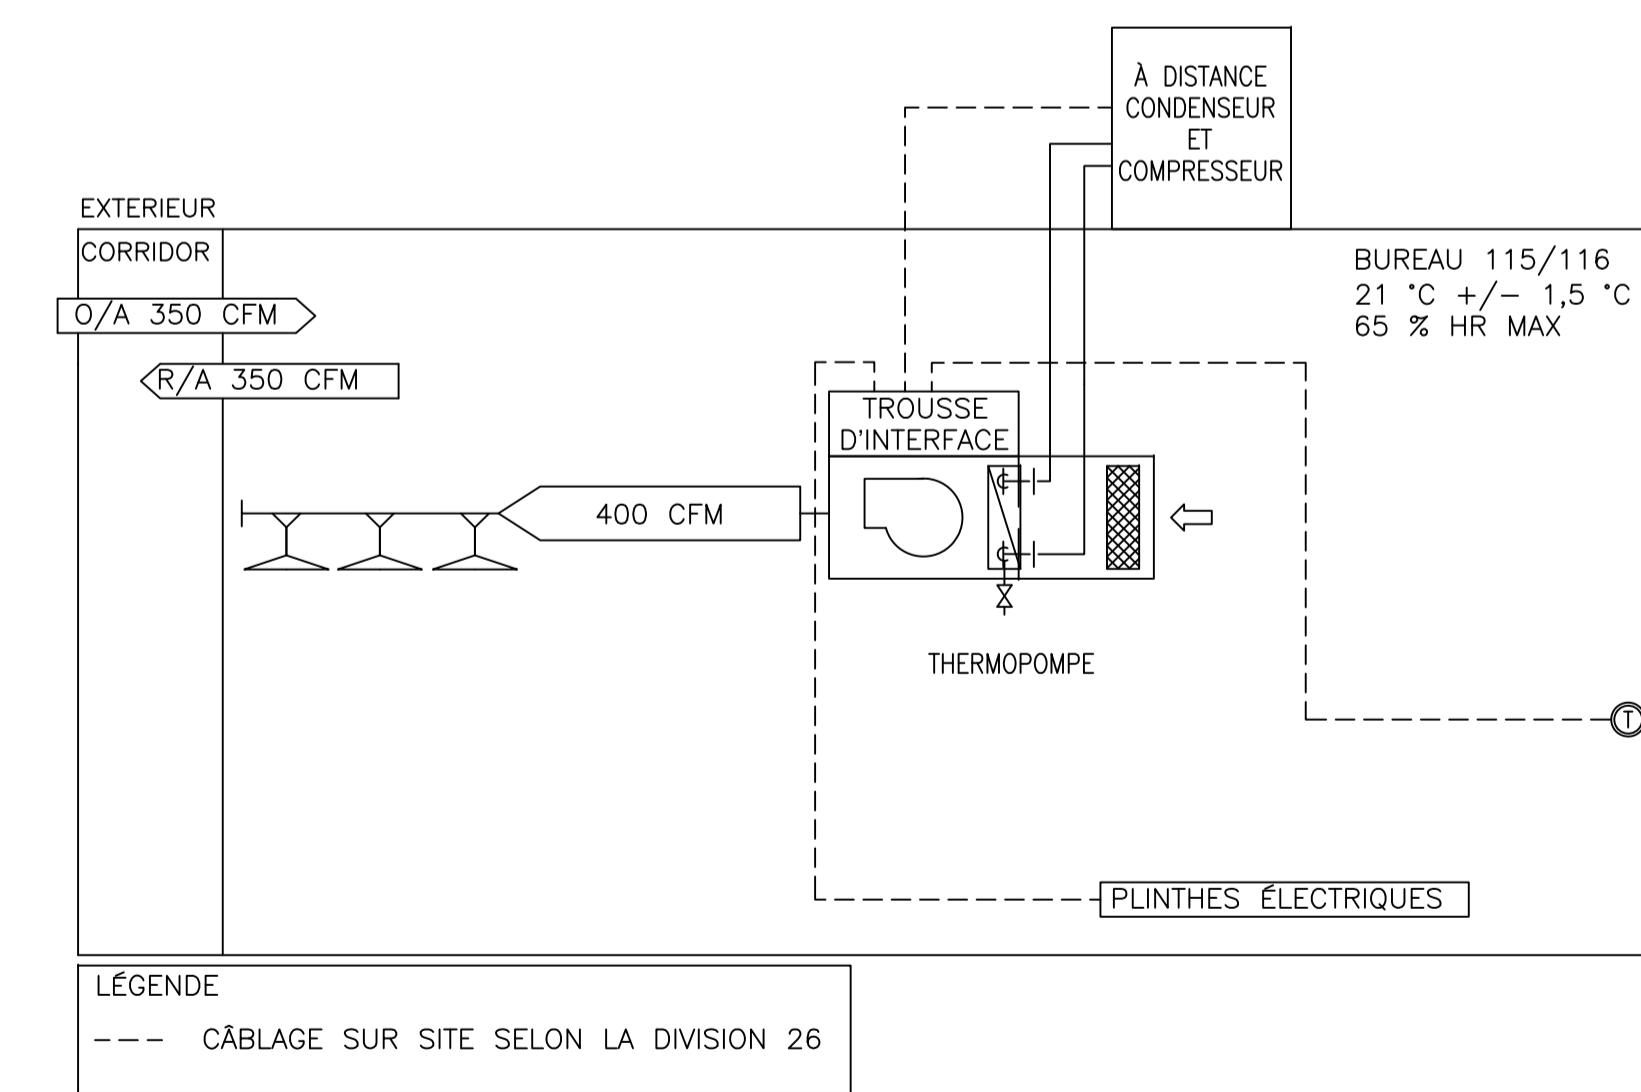 À DISTANCE
CONDENSEUR
ET
COMPRESSEUR
EXTERIEUR
CORRIDOR
BUREAU 115/116
21 °C +/- 1,5 °C
65 % HR MAX
O/A 350 CFM
R/A 350 CFM
TROUSSE
D'INTERFACE
400 CFM
THERMOPOMPE
T
PLINTHES ÉLECTRIQUES
LÉGENDE
--- CÂBLAGE SUR SITE SELON LA DIVISION 26